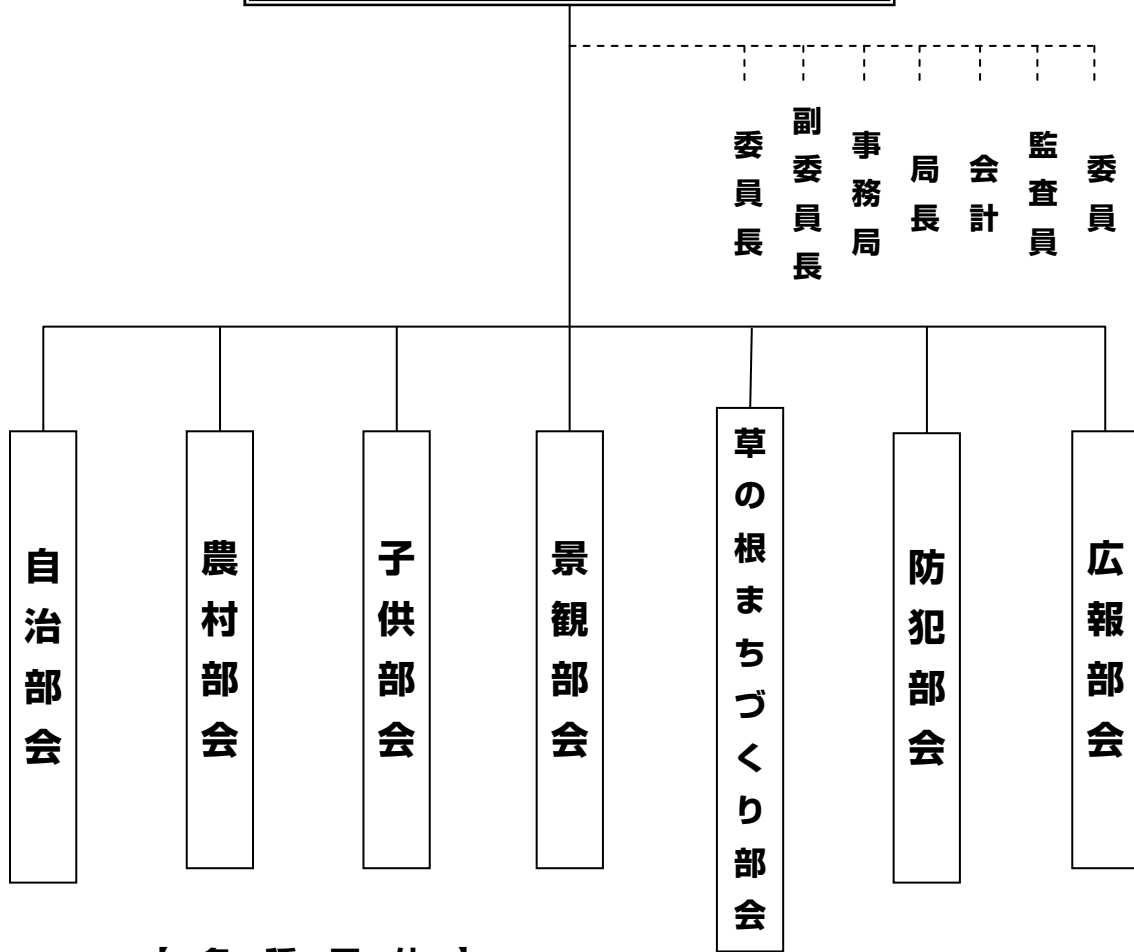 委員長
副委員長
事務局
局長
会計
監査員
委員
自治部会
農村部会
子供部会
景観部会
草の根まちづくり部会
防犯部会
広報部会